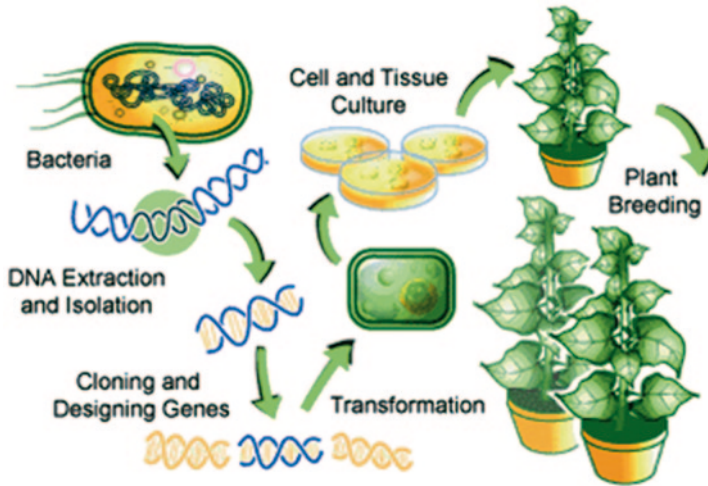 Bacteria
DNA Extraction
and Isolation
Cloning and
Designing Genes
Transformation
Cell and Tissue
Culture
Plant
Breeding